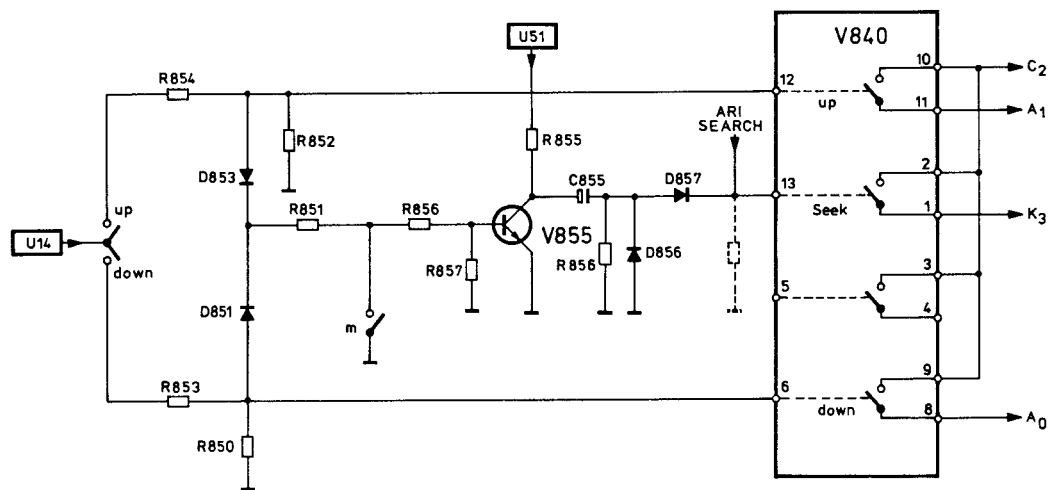 U51
V840
R854
12
10
C2
up
11
A1
R852
R855
ARI
SEARCH
D853
2
C855
D857
13
up
R851
R856
Seek
1
K3
U14
V855
R857
R856
D856
down
3
5
D851
4
m
9
R853
6
down
8
A0
R850